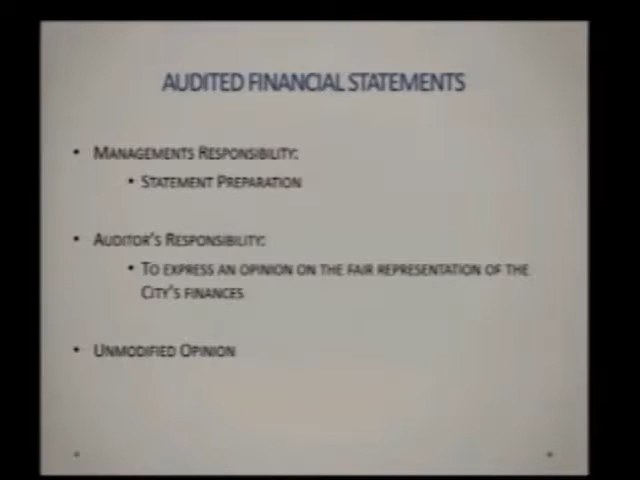 AUDITED FINANCIAL STATEMENTS
• MANAGEMENTS RESPONSIBILITY:
• STATEMENT PREPARATION
• AUDITOR'S RESPONSIBILITY:
• TO EXPRESS AN OPINION ON THE FAIR REPRESENTATION OF THE
CITY'S FINANCES
• UNMODIFIED OPINION